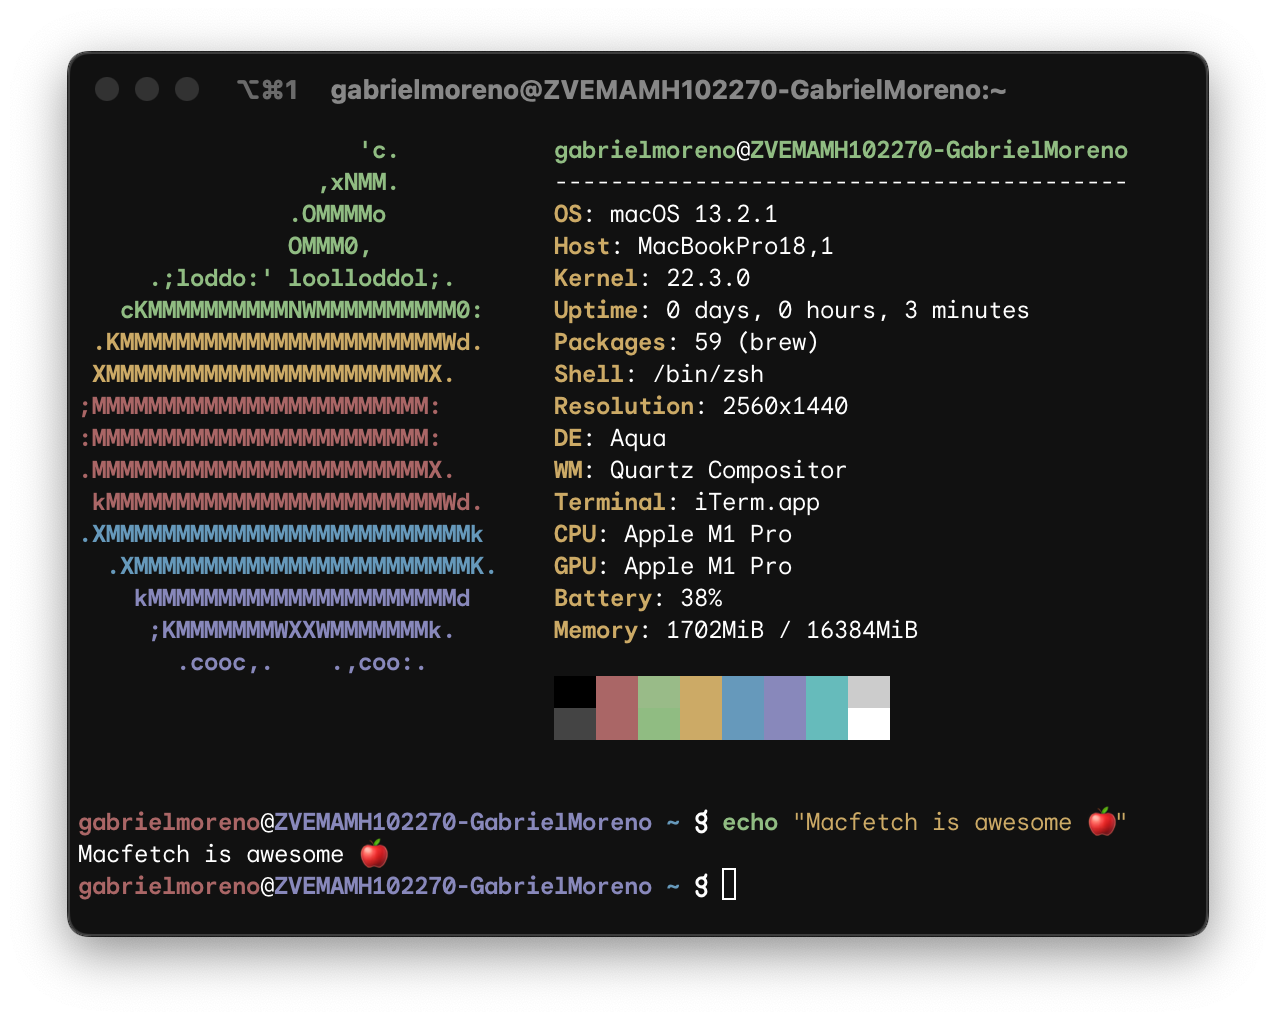 ⌥⌘1 gabrielmoreno@ZVEMAMH102270-GabrielMoreno:~
'c.
,xNMM.
.OMMMMo
OMMM0,
.;loddo:' loolloddol;.
cKMMMMMMMMMMNWMMMMMMMMMM0:
.KMMMMMMMMMMMMMMMMMMMMMMMWd.
XMMMMMMMMMMMMMMMMMMMMMMMX.
;MMMMMMMMMMMMMMMMMMMMMMMM:
:MMMMMMMMMMMMMMMMMMMMMMMM:
.MMMMMMMMMMMMMMMMMMMMMMMMX.
kMMMMMMMMMMMMMMMMMMMMMMMMWd.
.XMMMMMMMMMMMMMMMMMMMMMMMMMMk
.XMMMMMMMMMMMMMMMMMMMMMMMMK.
kMMMMMMMMMMMMMMMMMMMMMMd
;KMMMMMMMWXXWMMMMMMMk.
.cooc,.    .,coo:.
gabrielmoreno@ZVEMAMH102270-GabrielMoreno
-----------------------------------------
OS: macOS 13.2.1
Host: MacBookPro18,1
Kernel: 22.3.0
Uptime: 0 days, 0 hours, 3 minutes
Packages: 59 (brew)
Shell: /bin/zsh
Resolution: 2560x1440
DE: Aqua
WM: Quartz Compositor
Terminal: iTerm.app
CPU: Apple M1 Pro
GPU: Apple M1 Pro
Battery: 38%
Memory: 1702MiB / 16384MiB
gabrielmoreno@ZVEMAMH102270-GabrielMoreno ~ ğ echo "Macfetch is awesome 🍎"
Macfetch is awesome 🍎
gabrielmoreno@ZVEMAMH102270-GabrielMoreno ~ ğ